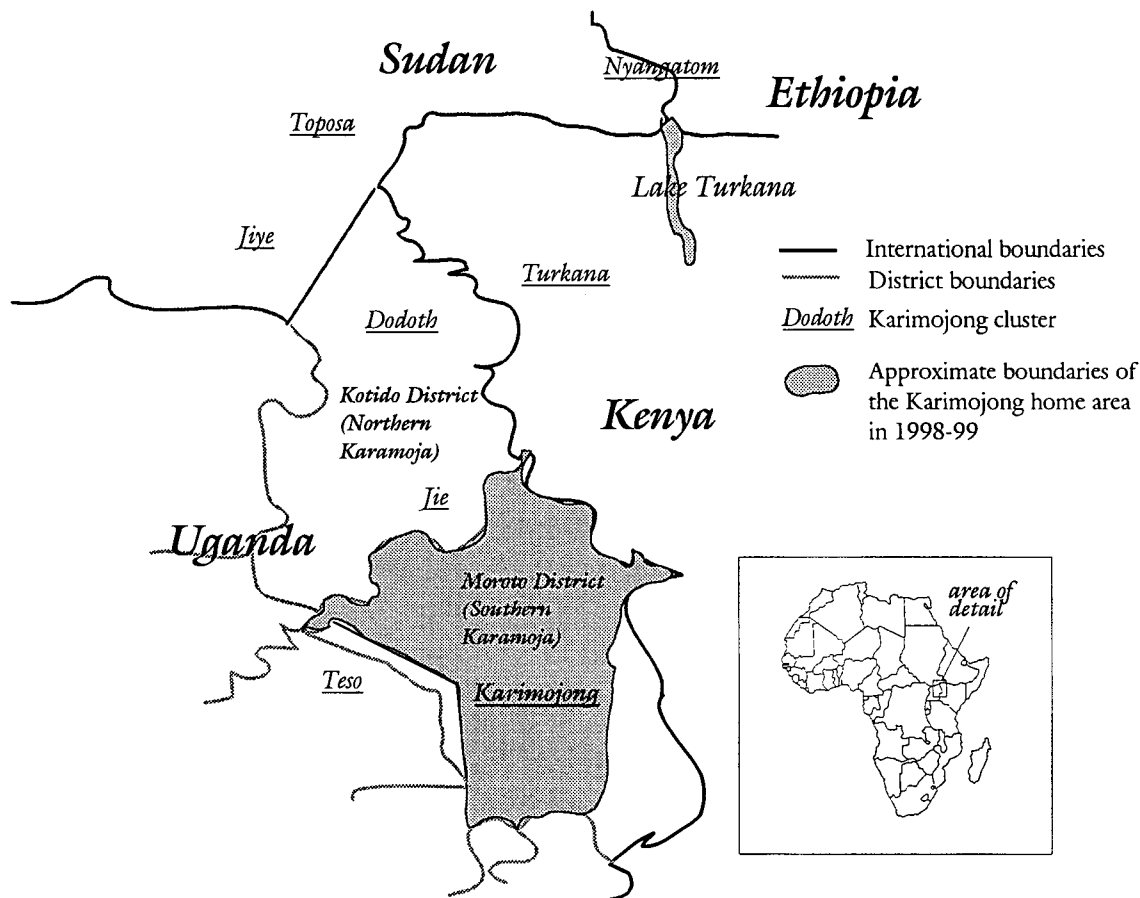 Sudan
Nyangatom
Ethiopia
Toposa
Lake Turkana
Jiye
Turkana
Dodoth
International boundaries
District boundaries
Dodoth Karimojong cluster
Approximate boundaries of
the Karimojong home area
in 1998-99
Kotido District
(Northern
Karamoja)
Kenya
Jie
Uganda
Moroto District
(Southern
Karamoja)
Teso
Karimojong
area of
detail